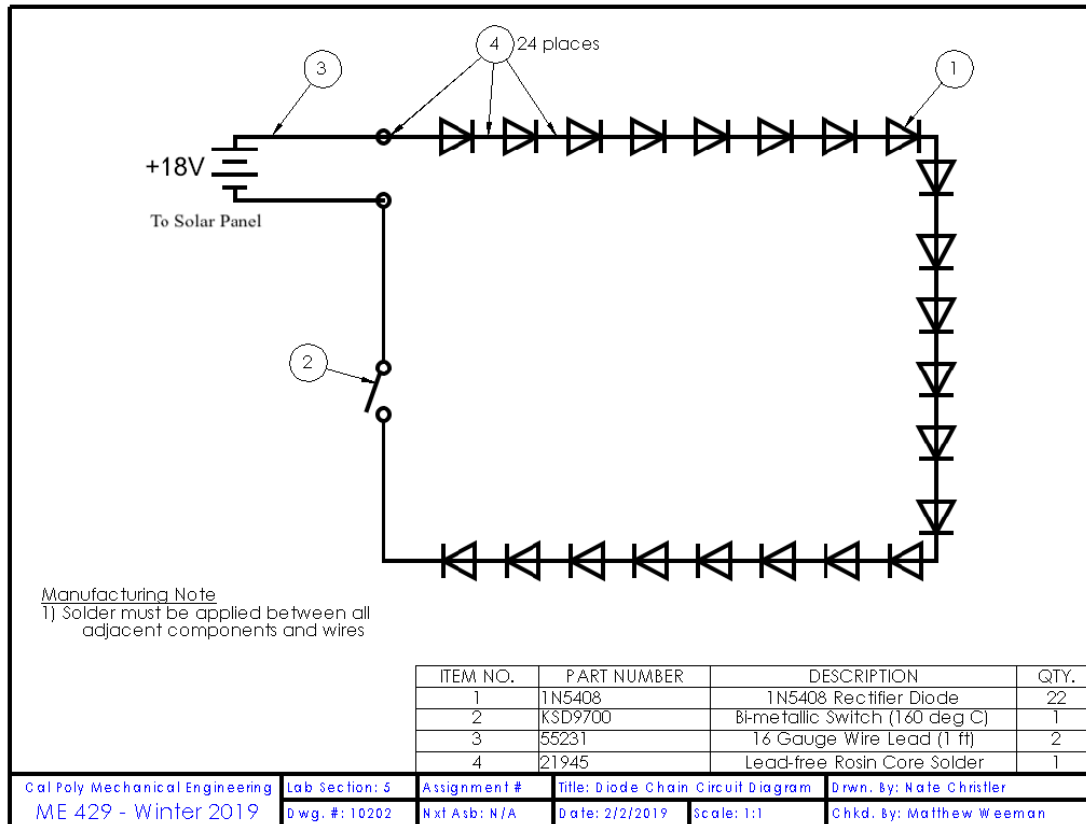 4 24 places
3
1
+18V
To Solar Panel
2
Manufacturing Note
1) Solder must be applied between all
adjacent components and wires
ITEM NO. PART NUMBER DESCRIPTION QTY.
1 1N5408 1N5408 Rectifier Diode 22
2 KSD9700 Bi-metallic Switch (160 deg C) 1
3 55231 16 Gauge Wire Lead (1 ft) 2
4 21945 Lead-free Rosin Core Solder 1
Cal Poly Mechanical Engineering Lab Section: 5 Assignment # Title: Diode Chain Circuit Diagram Drwn. By: Nate Christler
ME 429 - Winter 2019 Dwg. #: 10202 Nxt Asb: N/A Date: 2/2/2019 Scale: 1:1 Chkd. By: Matthew Weeman